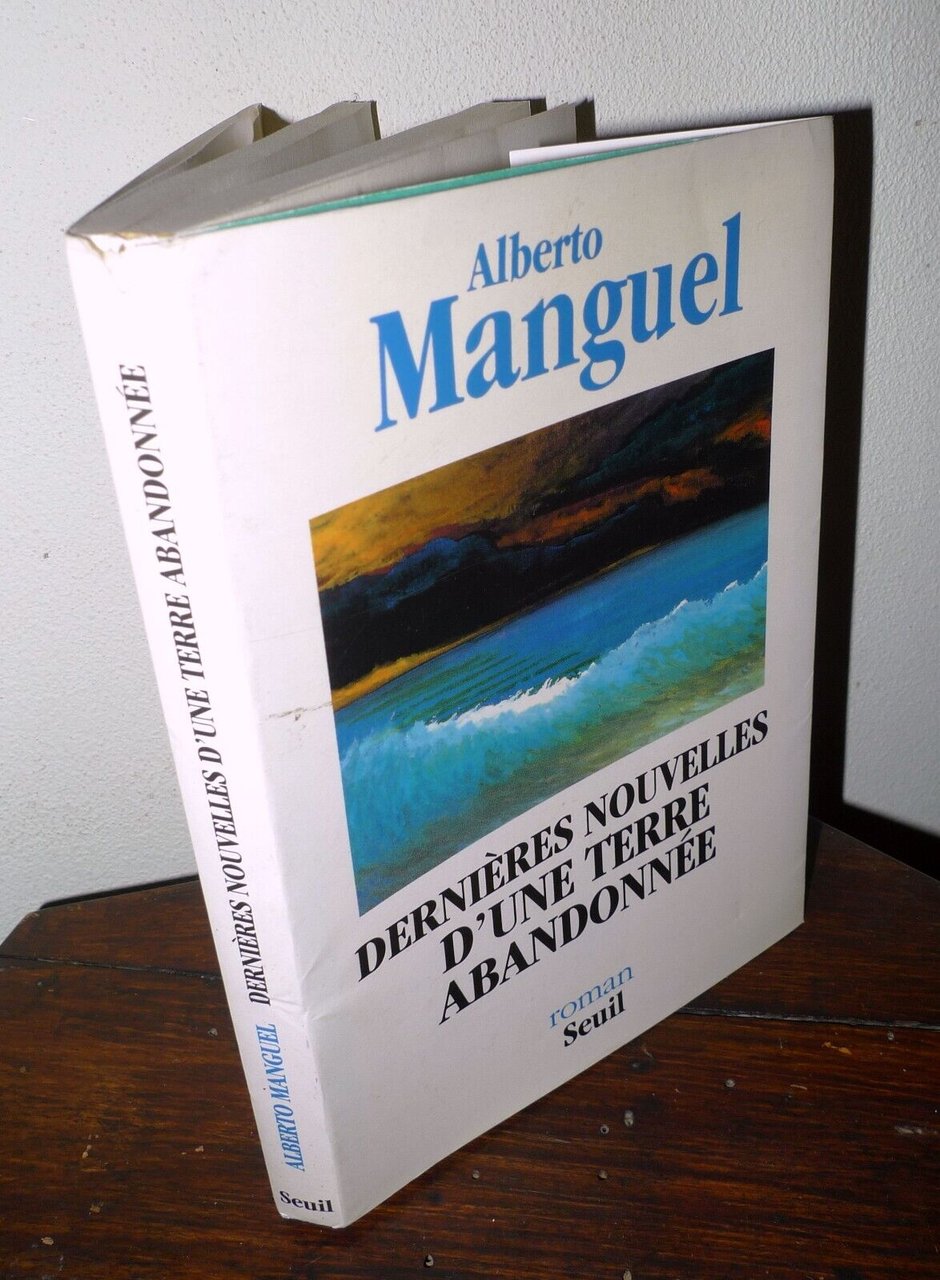 Alberto
Manguel
DERNIÈRES NOUVELLES
D'UNE TERRE
ABANDONNÉE
roman
Seuil
ALBERTO MANGUEL DERNIÈRES NOUVELLES D'UNE TERRE ABANDONNÉE
Seuil